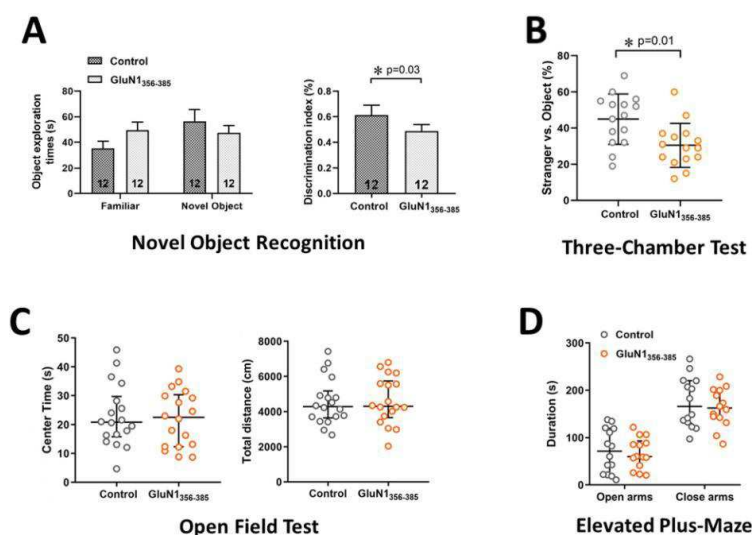 A
Control
GluN1356-385
Object exploration
times (s)
80
60
40
20
0
12
12
12
12
Familiar
Novel Object
Discrimination index (%)
0.8
0.6
0.4
0.2
0.0
* p=0.03
12
12
Control
GluN1356-385
Novel Object Recognition
B
* p=0.01
Stranger vs. Object (%)
80
60
40
20
0
Control
GluN1356-385
Three-Chamber Test
C
Center Time (s)
50
40
30
20
10
0
Control
GluN1356-385
Total distance (cm)
8000
6000
4000
2000
0
Control
GluN1356-385
Open Field Test
D
Control
GluN1356-385
Duration (s)
300
200
100
0
Open arms
Close arms
Elevated Plus-Maze